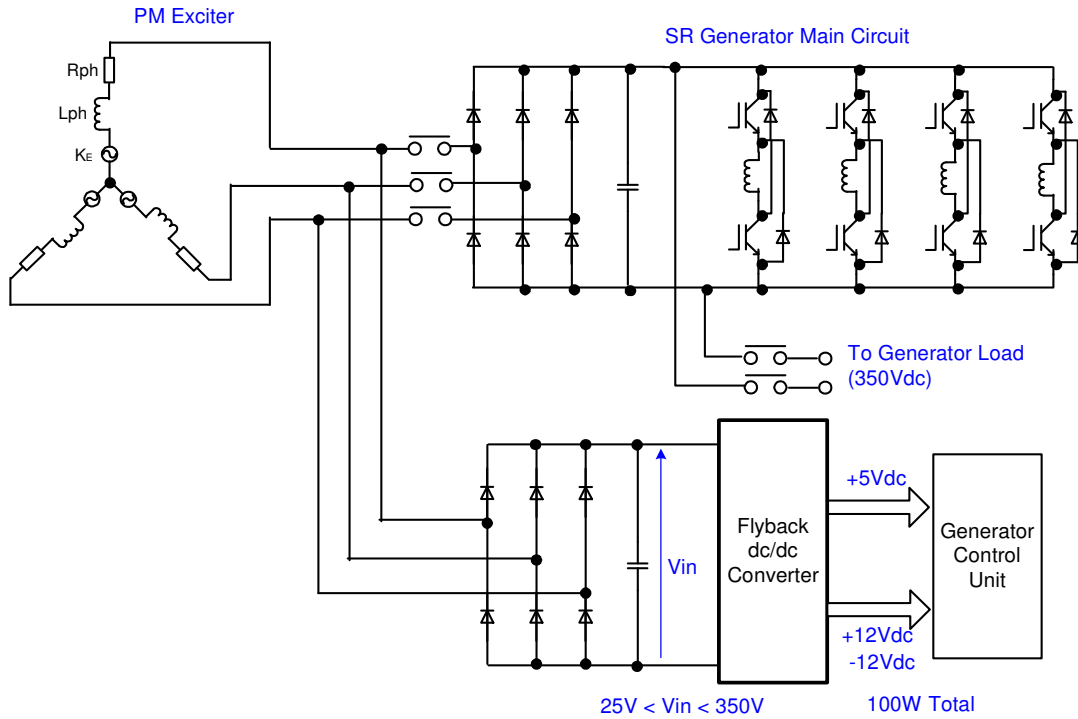 PM Exciter
SR Generator Main Circuit
Rph
Lph
KE
To Generator Load
(350Vdc)
+5Vdc
Flyback
dc/dc
Converter
Generator
Control
Unit
Vin
+12Vdc
-12Vdc
25V < Vin < 350V
100W Total